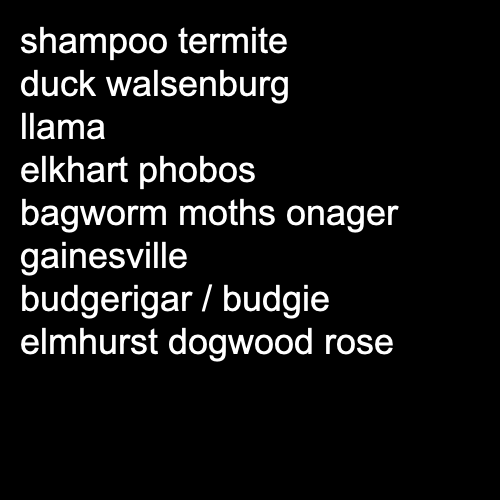 shampoo termite
duck walsenburg
llama
elkhart phobos
bagworm moths onager
gainesville
budgerigar / budgie
elmhurst dogwood rose